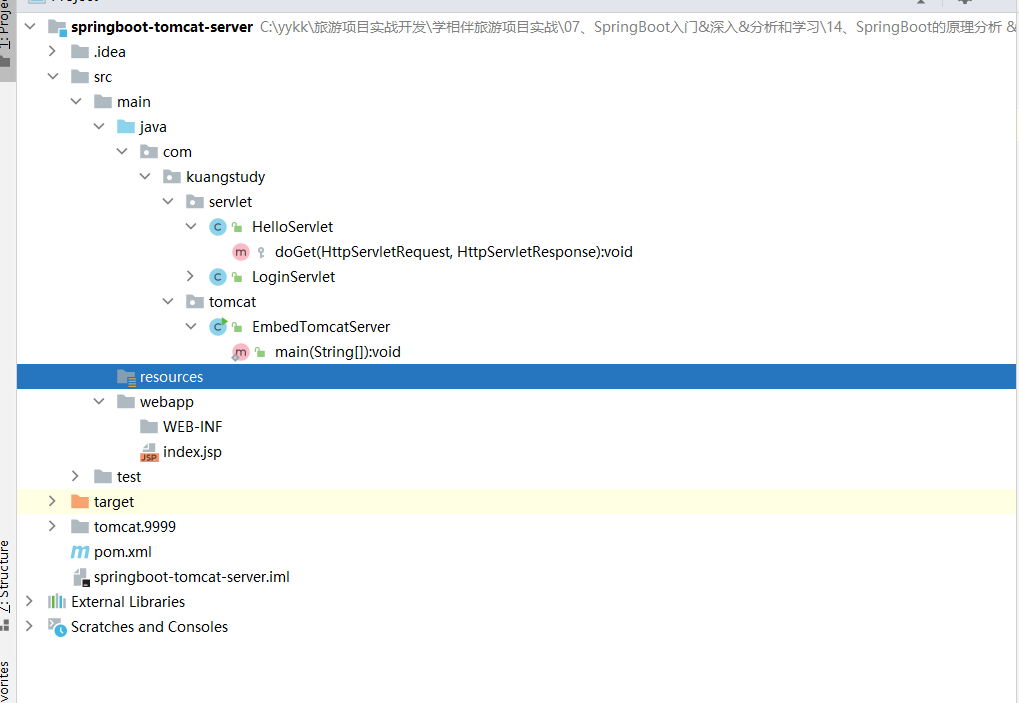 springboot-tomcat-server C:\yykk\旅游项目实战开发\学相伴旅游项目实战\07、SpringBoot入门&深入&分析和学习\14、SpringBoot的原理分析 &
.idea
src
main
java
com
kuangstudy
servlet
HelloServlet
doGet(HttpServletRequest, HttpServletResponse):void
LoginServlet
tomcat
EmbedTomcatServer
main(String[]):void
resources
webapp
WEB-INF
index.jsp
test
target
tomcat.9999
pom.xml
springboot-tomcat-server.iml
External Libraries
Scratches and Consoles
Z: Structure